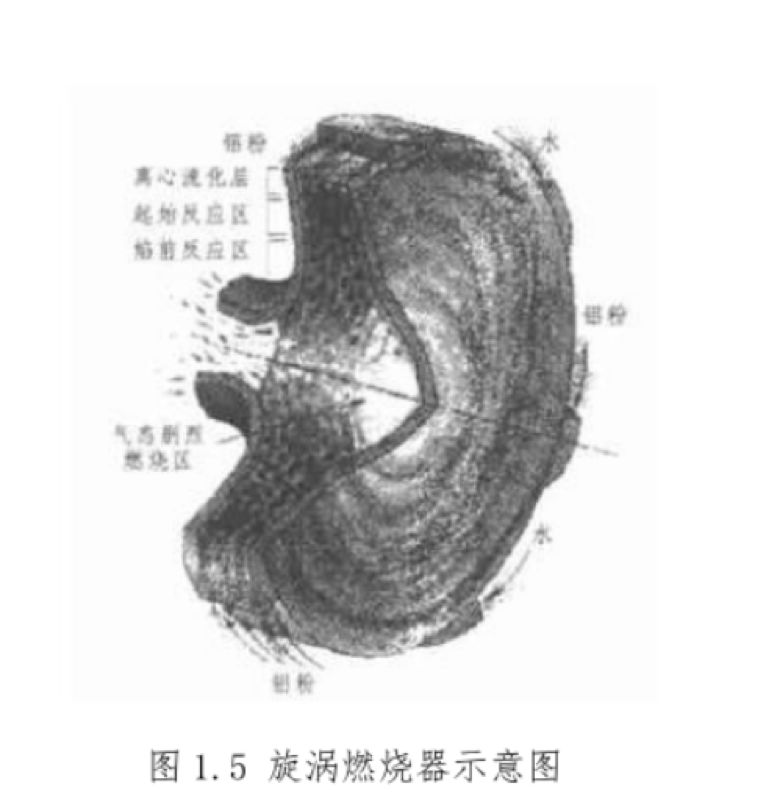 铝粉
水
离心流化层
起始反应区
焰前反应区
铝粉
气态剧烈
燃烧区
水
铝粉
图 1.5 旋涡燃烧器示意图